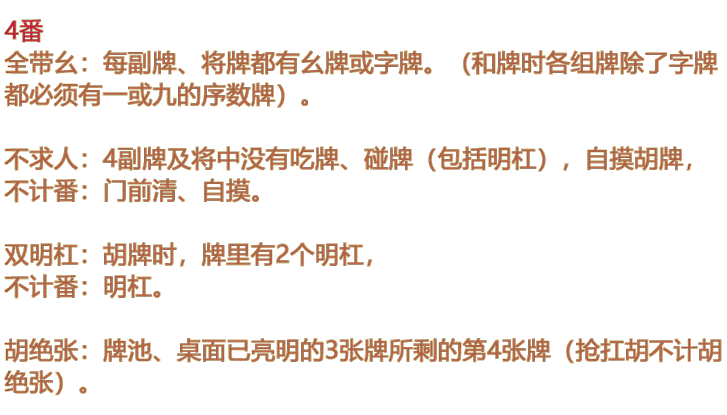 4番
全带幺：每副牌、将牌都有幺牌或字牌。（和牌时各组牌除了字牌
都必须有一或九的序数牌）。
不求人：4副牌及将中没有吃牌、碰牌（包括明杠），自摸胡牌，
不计番：门前清、自摸。
双明杠：胡牌时，牌里有2个明杠，
不计番：明杠。
胡绝张：牌池、桌面已亮明的3张牌所剩的第4张牌（抢扛胡不计胡
绝张）。